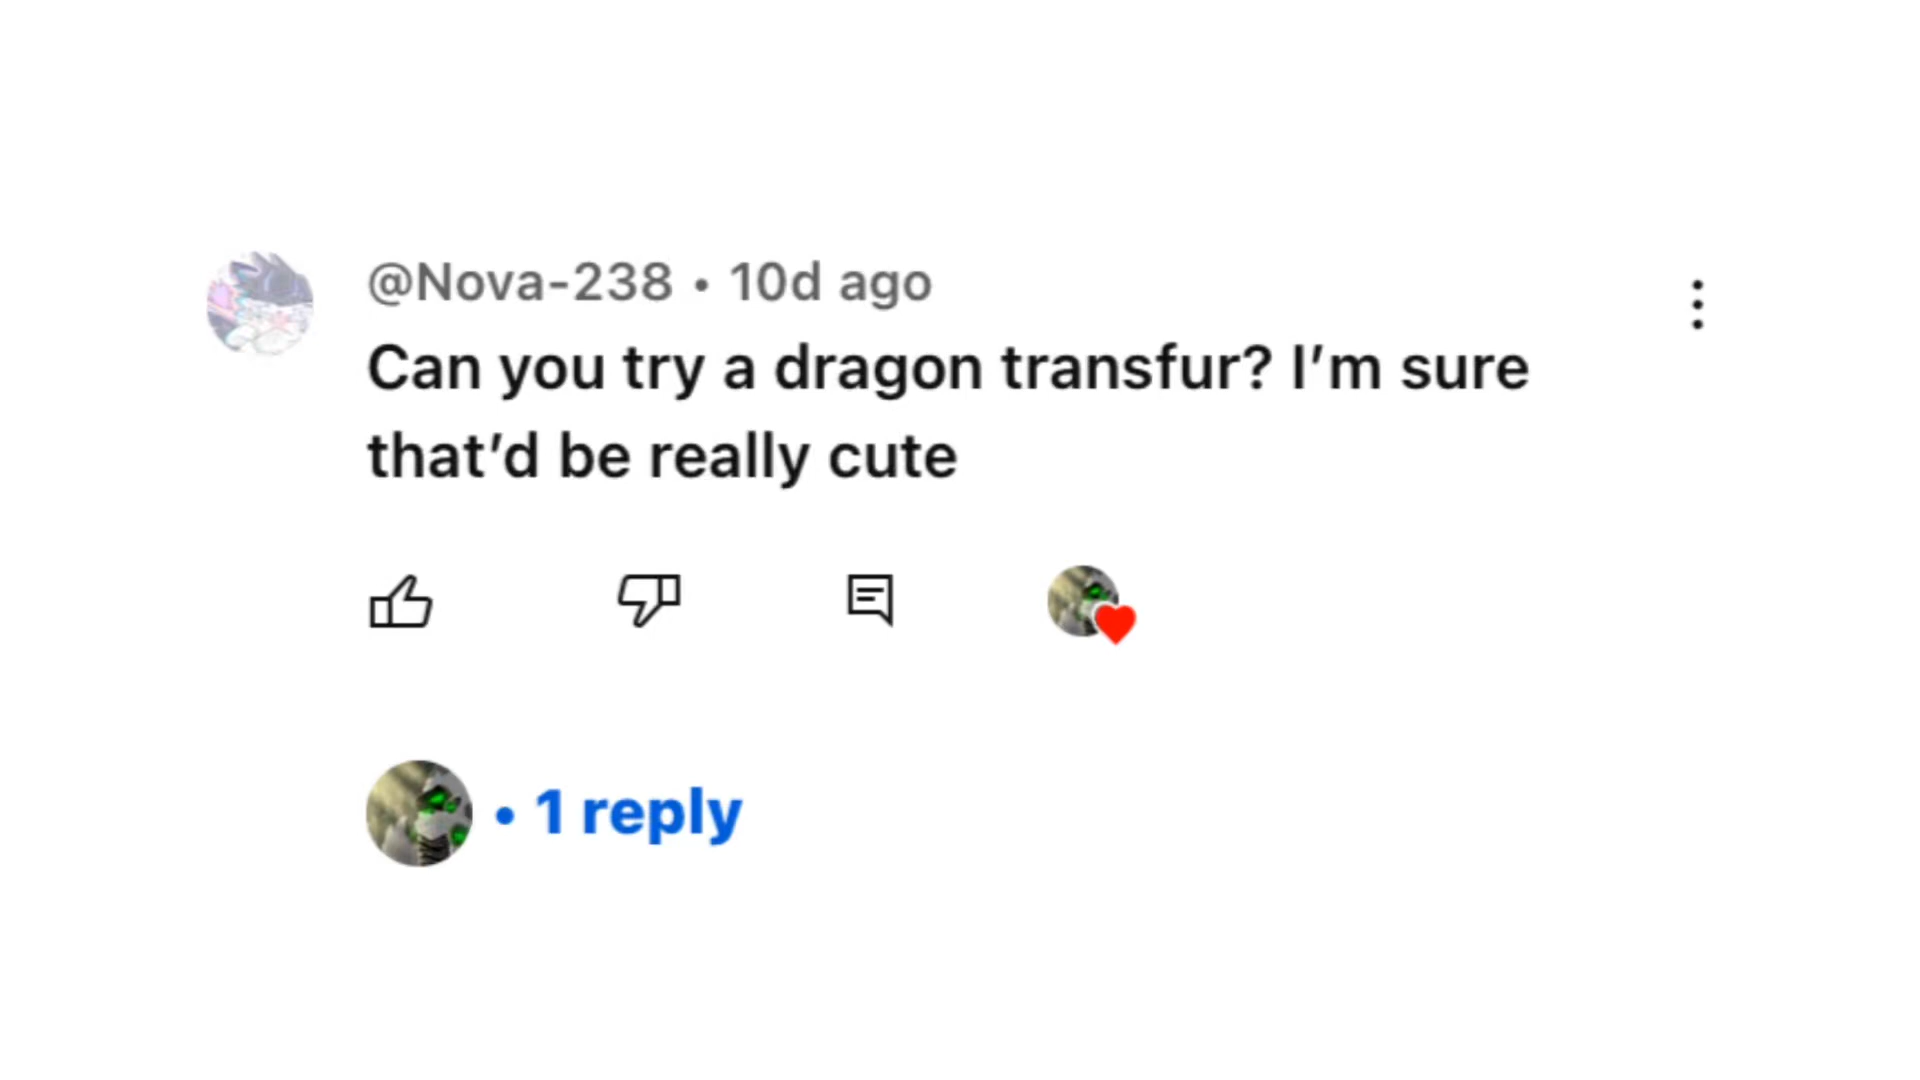 @Nova-238 • 10d ago
Can you try a dragon transfur? I’m sure
that’d be really cute
• 1 reply